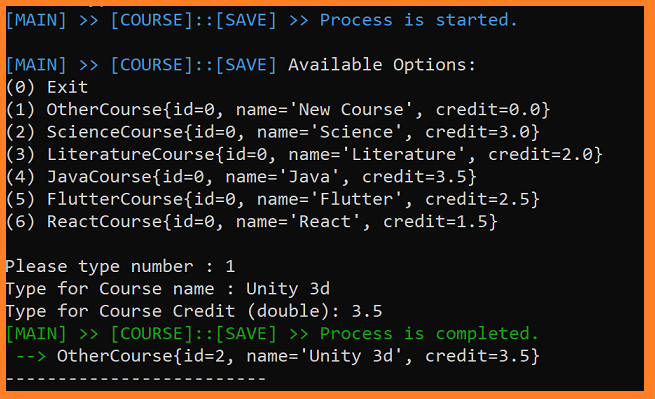 [MAIN] >> [COURSE]::[SAVE] >> Process is started.
[MAIN] >> [COURSE]::[SAVE] Available Options:
(0) Exit
(1) OtherCourse{id=0, name='New Course', credit=0.0}
(2) ScienceCourse{id=0, name='Science', credit=3.0}
(3) LiteratureCourse{id=0, name='Literature', credit=2.0}
(4) JavaCourse{id=0, name='Java', credit=3.5}
(5) FlutterCourse{id=0, name='Flutter', credit=2.5}
(6) ReactCourse{id=0, name='React', credit=1.5}
Please type number : 1
Type for Course name : Unity 3d
Type for Course Credit (double): 3.5
[MAIN] >> [COURSE]::[SAVE] >> Process is completed.
--> OtherCourse{id=2, name='Unity 3d', credit=3.5}
-------------------------